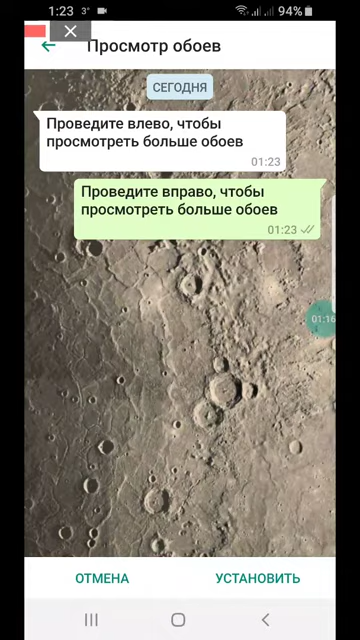 1:23 3° 94%
Просмотр обоев
СЕГОДНЯ
Проведите влево, чтобы
просмотреть больше обоев
01:23
Проведите вправо, чтобы
просмотреть больше обоев
01:23
01:16
ОТМЕНА УСТАНОВИТЬ